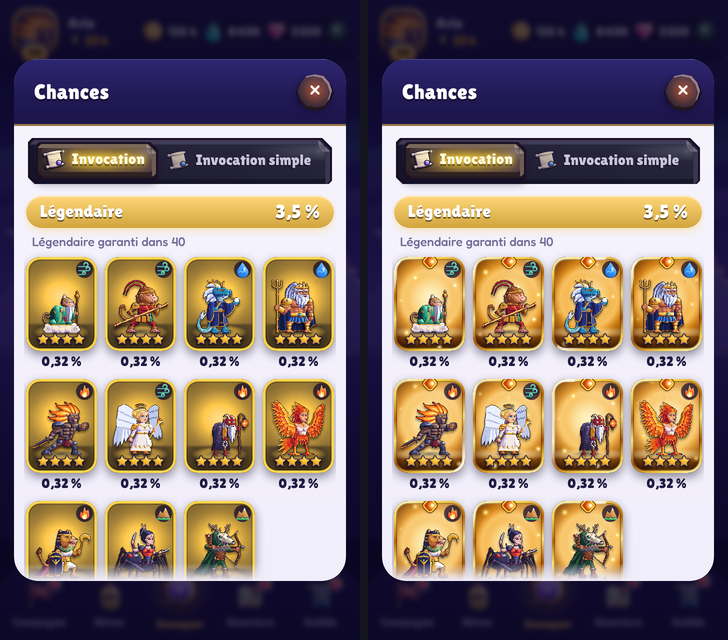 Chances
Invocation
Invocation simple
Légendaire
3,5 %
Légendaire garanti dans 40
0,32 %
0,32 %
0,32 %
0,32 %
0,32 %
0,32 %
0,32 %
0,32 %
Chances
Invocation
Invocation simple
Légendaire
3,5 %
Légendaire garanti dans 40
0,32 %
0,32 %
0,32 %
0,32 %
0,32 %
0,32 %
0,32 %
0,32 %